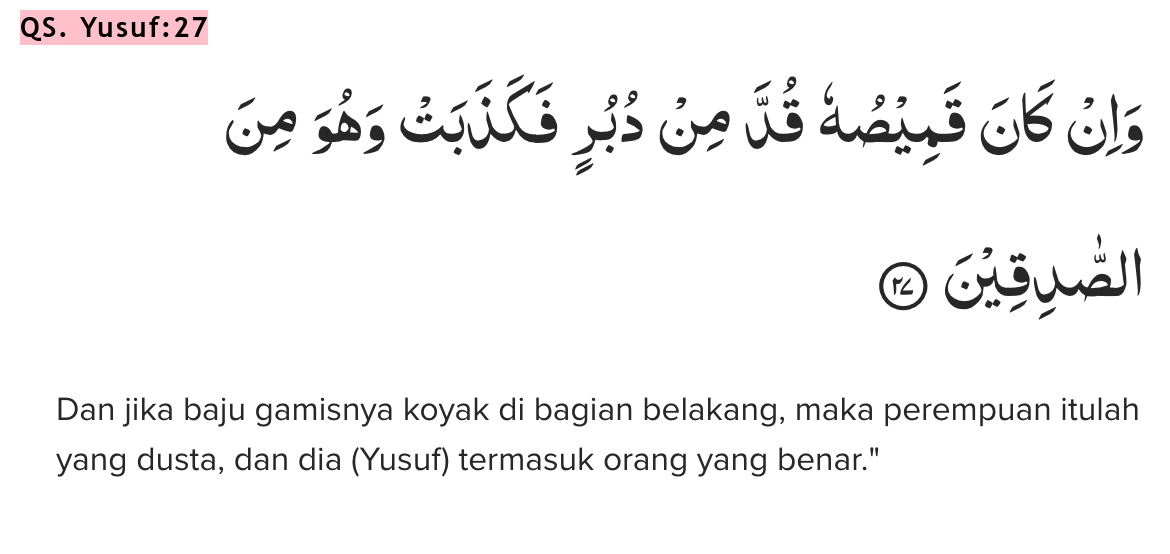 QS. Yusuf:27
وَاِنْ كَانَ قَمِيْصُهٗ قُدَّ مِنْ دُبُرٍ فَكَذَبَتْ وَهُوَ مِنَ
الصّٰدِقِيْنَ ٢٧
Dan jika baju gamisnya koyak di bagian belakang, maka perempuan itulah
yang dusta, dan dia (Yusuf) termasuk orang yang benar."